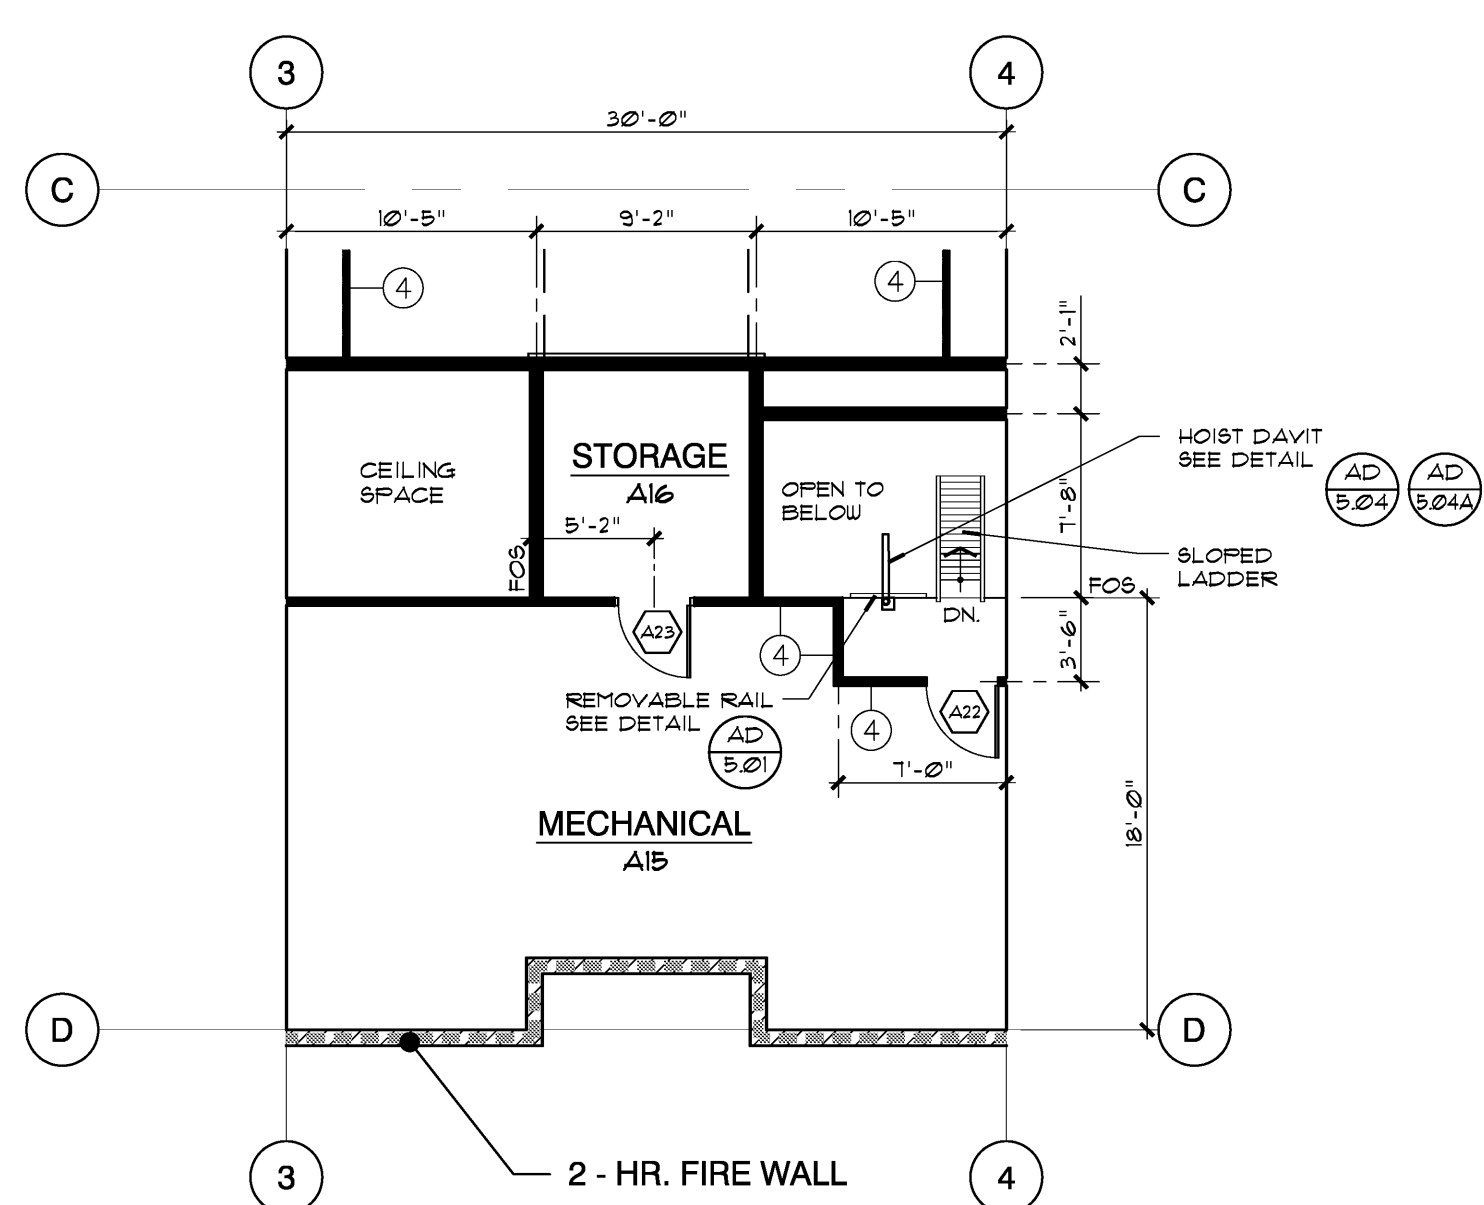 3
4
30'-0"
C
C
10'-5"
9'-2"
10'-5"
4
4
2'-1"
HOIST DAVIT
SEE DETAIL
AD
5.04
AD
5.04A
STORAGE
A16
CEILING
SPACE
OPEN TO
BELOW
7'-8"
5'-2"
FOS
SLOPED
LADDER
FOS
DN.
A23
4
3'-6"
REMOVABLE RAIL
SEE DETAIL
AD
5.01
A22
4
7'-0"
18'-0"
MECHANICAL
A15
D
D
2 - HR. FIRE WALL
3
4